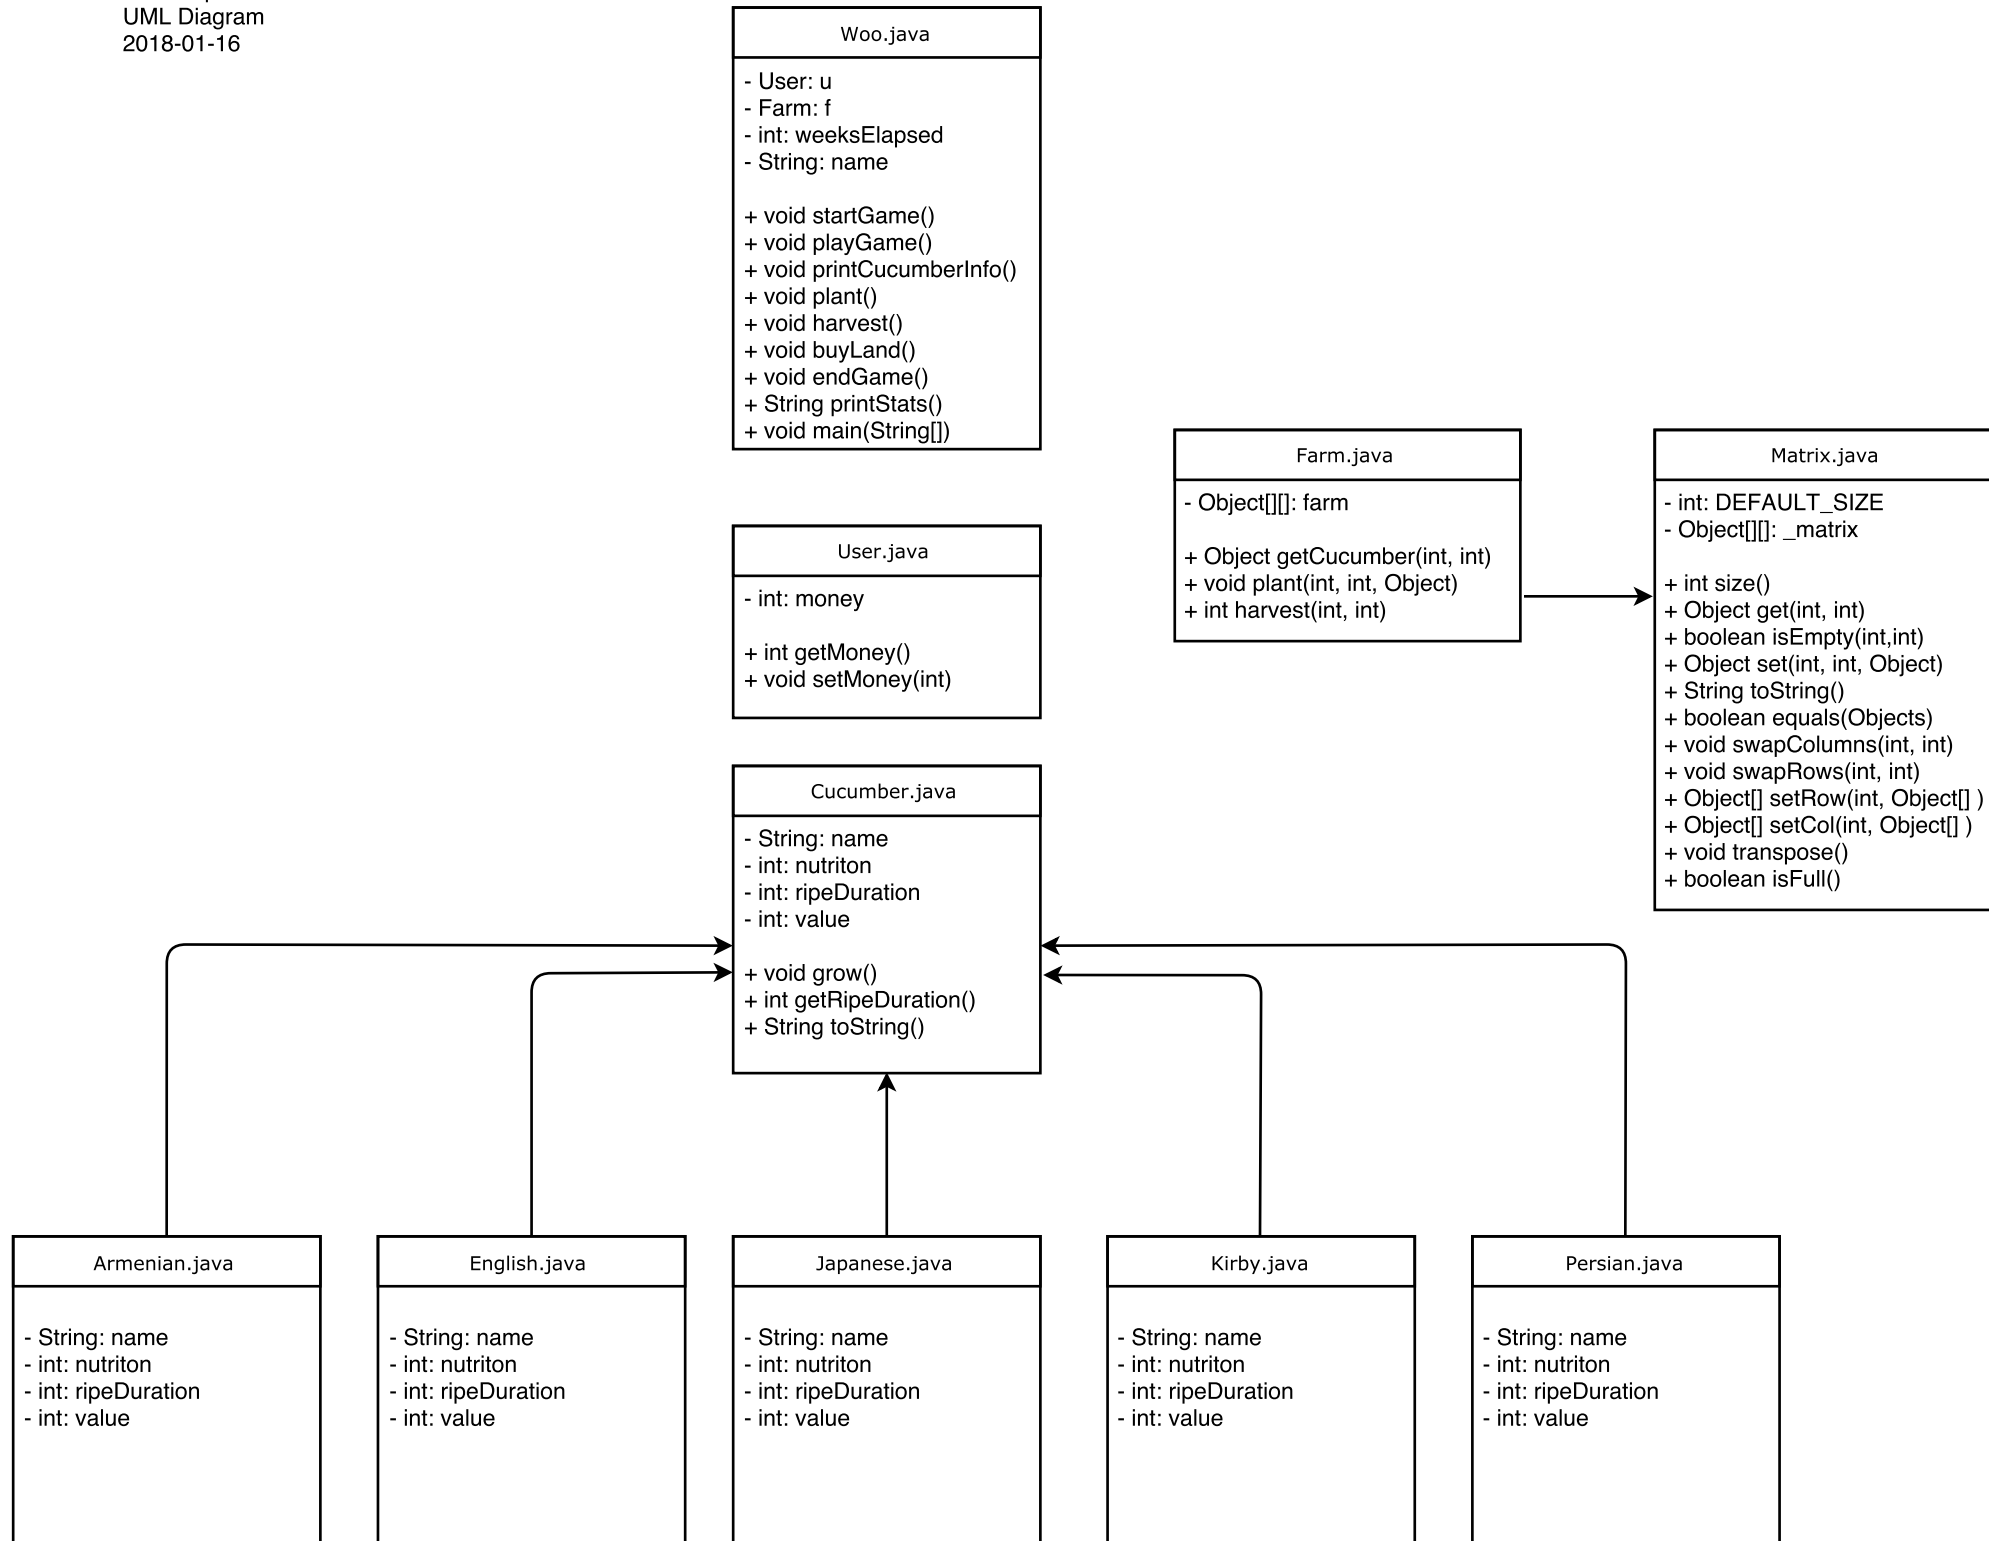 UML Diagram
2018-01-16
Woo.java
- User: u
- Farm: f
- int: weeksElapsed
- String: name
+ void startGame()
+ void playGame()
+ void printCucumberInfo()
+ void plant()
+ void harvest()
+ void buyLand()
+ void endGame()
+ String printStats()
+ void main(String[])
Farm.java
- Object[][]: farm
+ Object getCucumber(int, int)
+ void plant(int, int, Object)
+ int harvest(int, int)
Matrix.java
- int: DEFAULT_SIZE
- Object[][]: _matrix
+ int size()
+ Object get(int, int)
+ boolean isEmpty(int,int)
+ Object set(int, int, Object)
+ String toString()
+ boolean equals(Objects)
+ void swapColumns(int, int)
+ void swapRows(int, int)
+ Object[] setRow(int, Object[] )
+ Object[] setCol(int, Object[] )
+ void transpose()
+ boolean isFull()
User.java
- int: money
+ int getMoney()
+ void setMoney(int)
Cucumber.java
- String: name
- int: nutriton
- int: ripeDuration
- int: value
+ void grow()
+ int getRipeDuration()
+ String toString()
Armenian.java
- String: name
- int: nutriton
- int: ripeDuration
- int: value
English.java
- String: name
- int: nutriton
- int: ripeDuration
- int: value
Japanese.java
- String: name
- int: nutriton
- int: ripeDuration
- int: value
Kirby.java
- String: name
- int: nutriton
- int: ripeDuration
- int: value
Persian.java
- String: name
- int: nutriton
- int: ripeDuration
- int: value